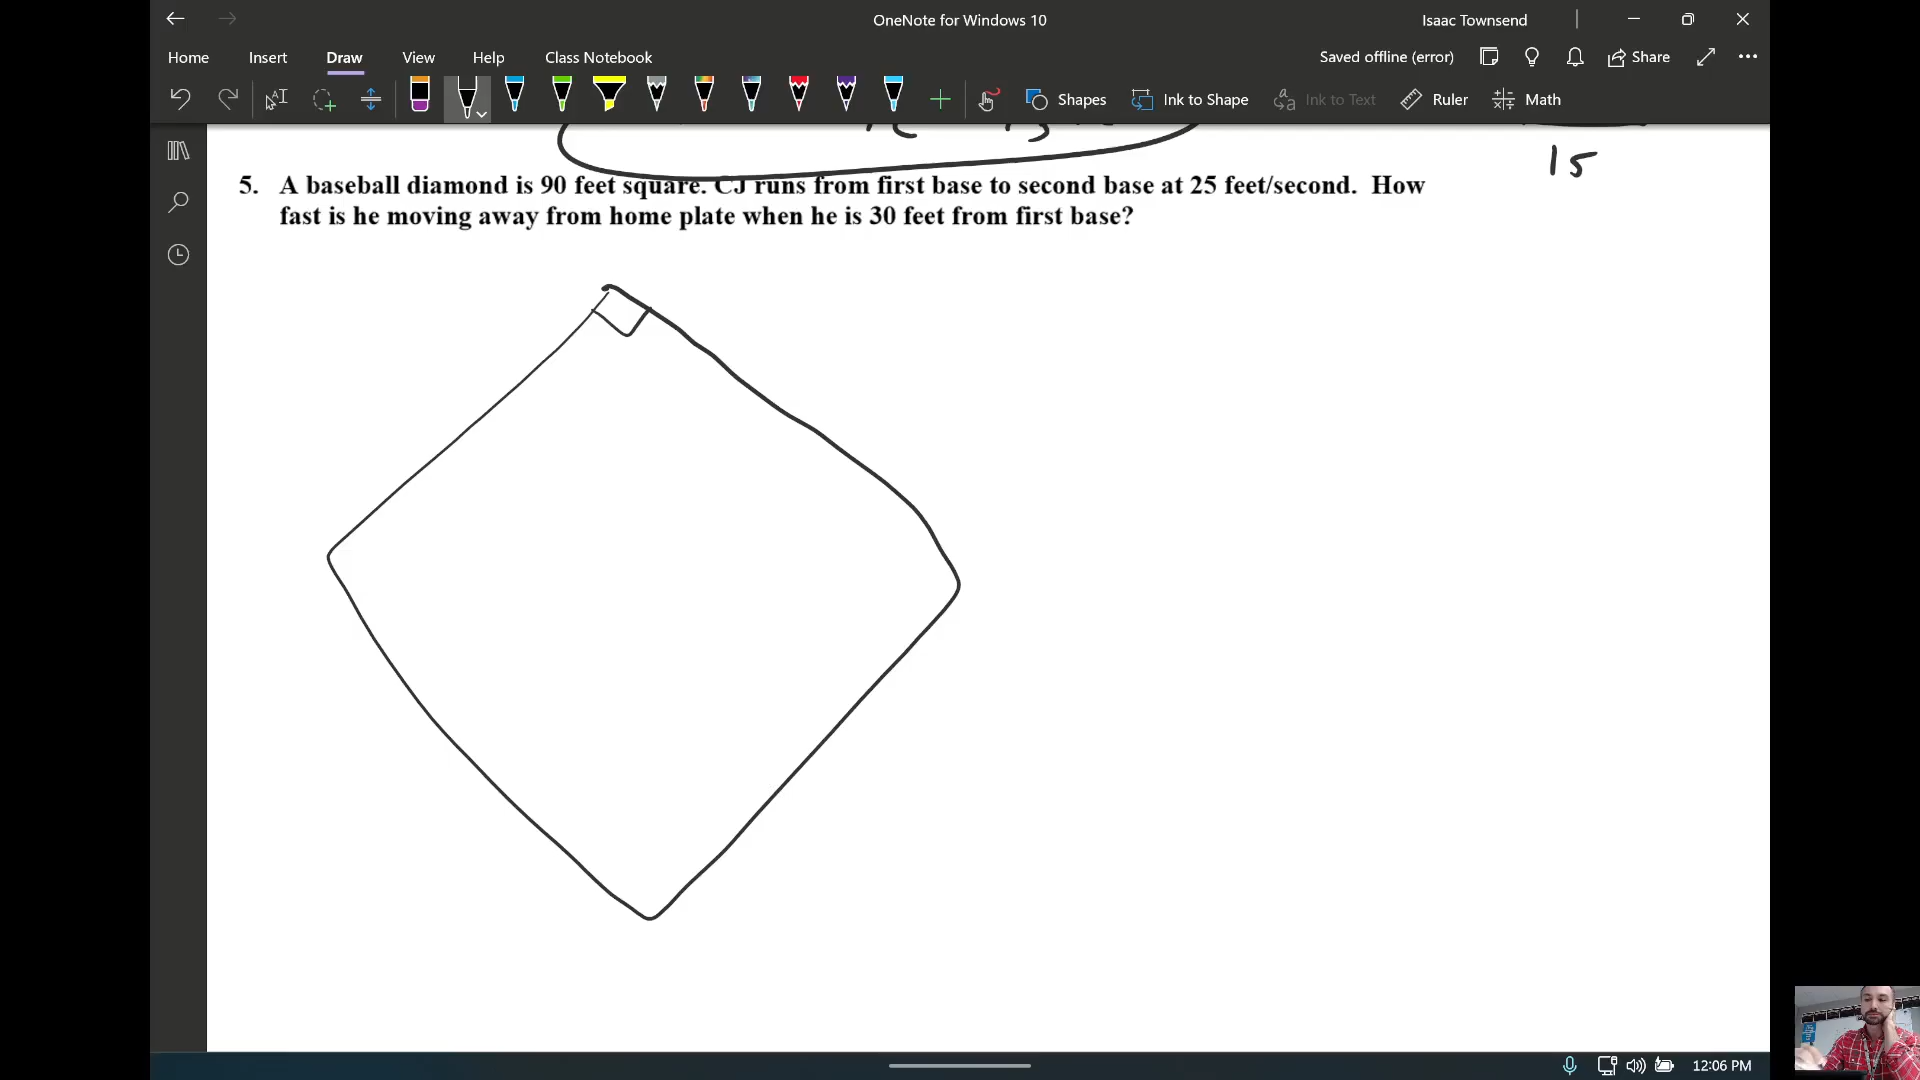 OneNote for Windows 10
Isaac Townsend
Home Insert Draw View Help Class Notebook
Saved offline (error) Share
Shapes Ink to Shape Ink to Text Ruler Math
15
5. A baseball diamond is 90 feet square. CJ runs from first base to second base at 25 feet/second. How
fast is he moving away from home plate when he is 30 feet from first base?
12:06 PM